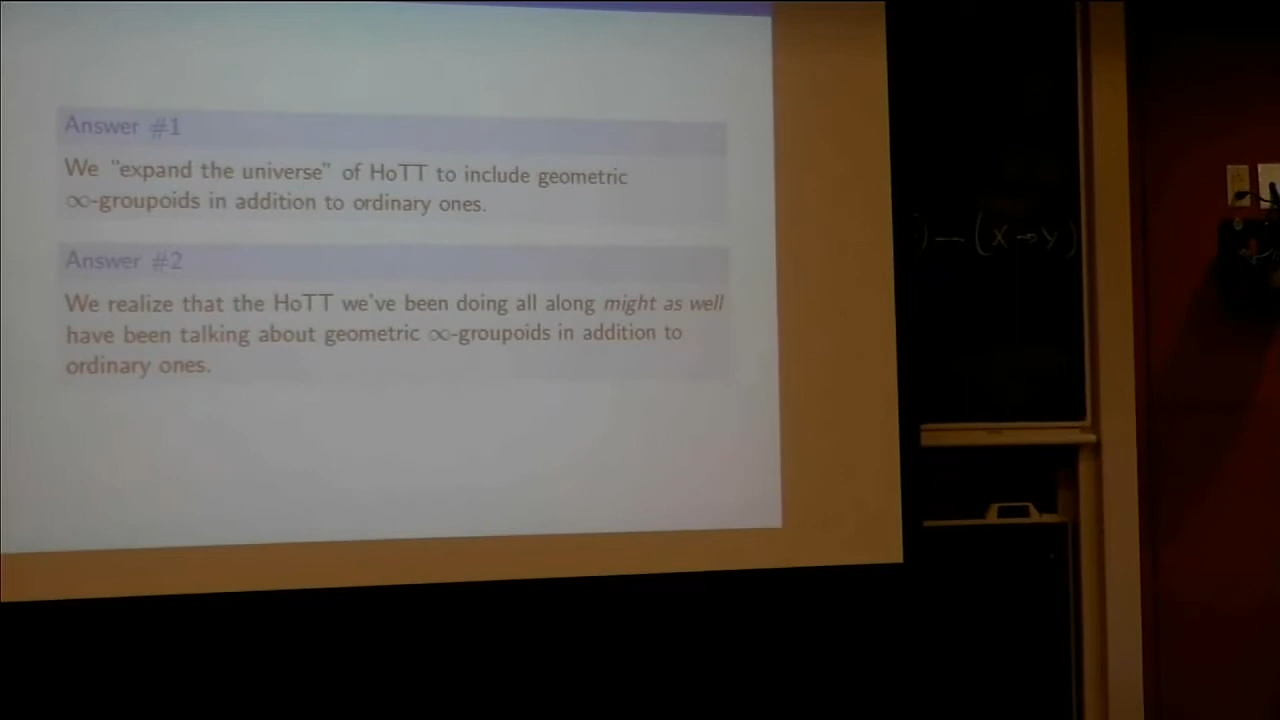 Answer #1
We "expand the universe" of HoTT to include geometric
∞-groupoids in addition to ordinary ones.
Answer #2
We realize that the HoTT we've been doing all along might as well
have been talking about geometric ∞-groupoids in addition to
ordinary ones.
) — (X → Y)